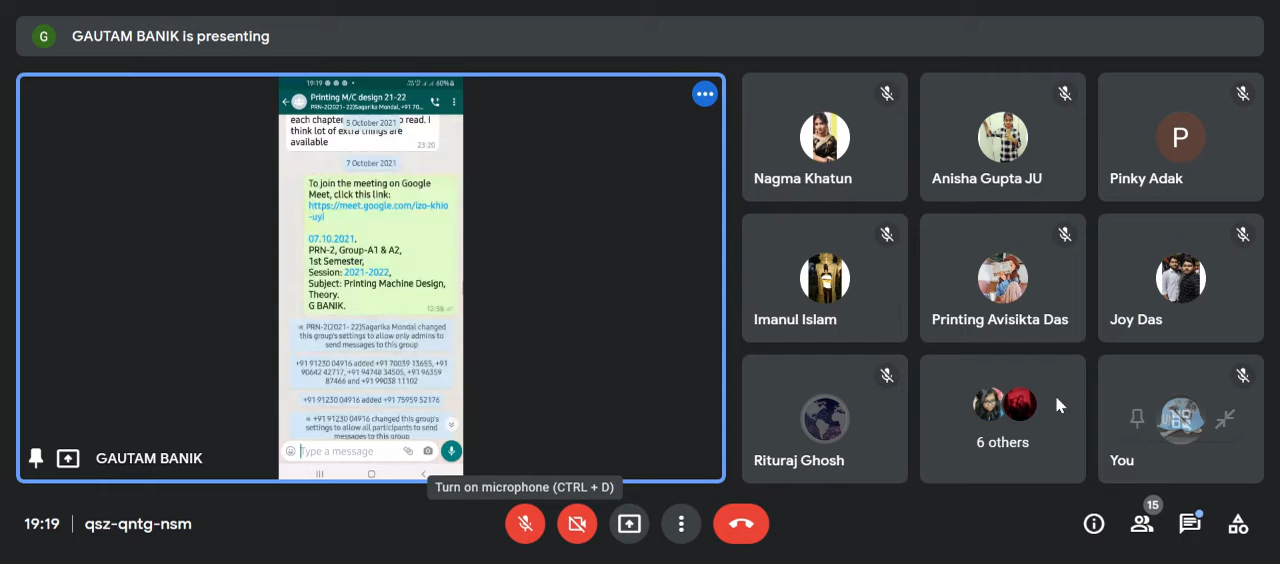 G GAUTAM BANIK is presenting
19:19 60%
Printing M/C design 21-22
PRN-2(2021- 22)Sagarika Mondal, +91 70...
each chapter 5 October 2021 o read. I
think lot of extra things are
available
23:20
7 October 2021
To join the meeting on Google
Meet, click this link:
https://meet.google.com/izo-khio
-uyl
07.10.2021.
PRN-2, Group-A1 & A2,
1st Semester,
Session: 2021-2022,
Subject: Printing Machine Design,
Theory.
G BANIK.
12:58
PRN-2(2021- 22)Sagarika Mondal changed
this group's settings to allow only admins to
send messages to this group
+91 91230 04916 added +91 70039 13655, +91
90642 42717, +91 94748 34505, +91 96359
87466 and +91 99038 11102
+91 91230 04916 added +91 75959 52176
+91 91230 04916 changed this group's
settings to allow all participants to send
messages to this group
Type a message
GAUTAM BANIK
Nagma Khatun
Anisha Gupta JU
P
Pinky Adak
Imanul Islam
Printing Avisikta Das
Joy Das
Rituraj Ghosh
6 others
You
Turn on microphone (CTRL + D)
19:19 qsz-qntg-nsm
15